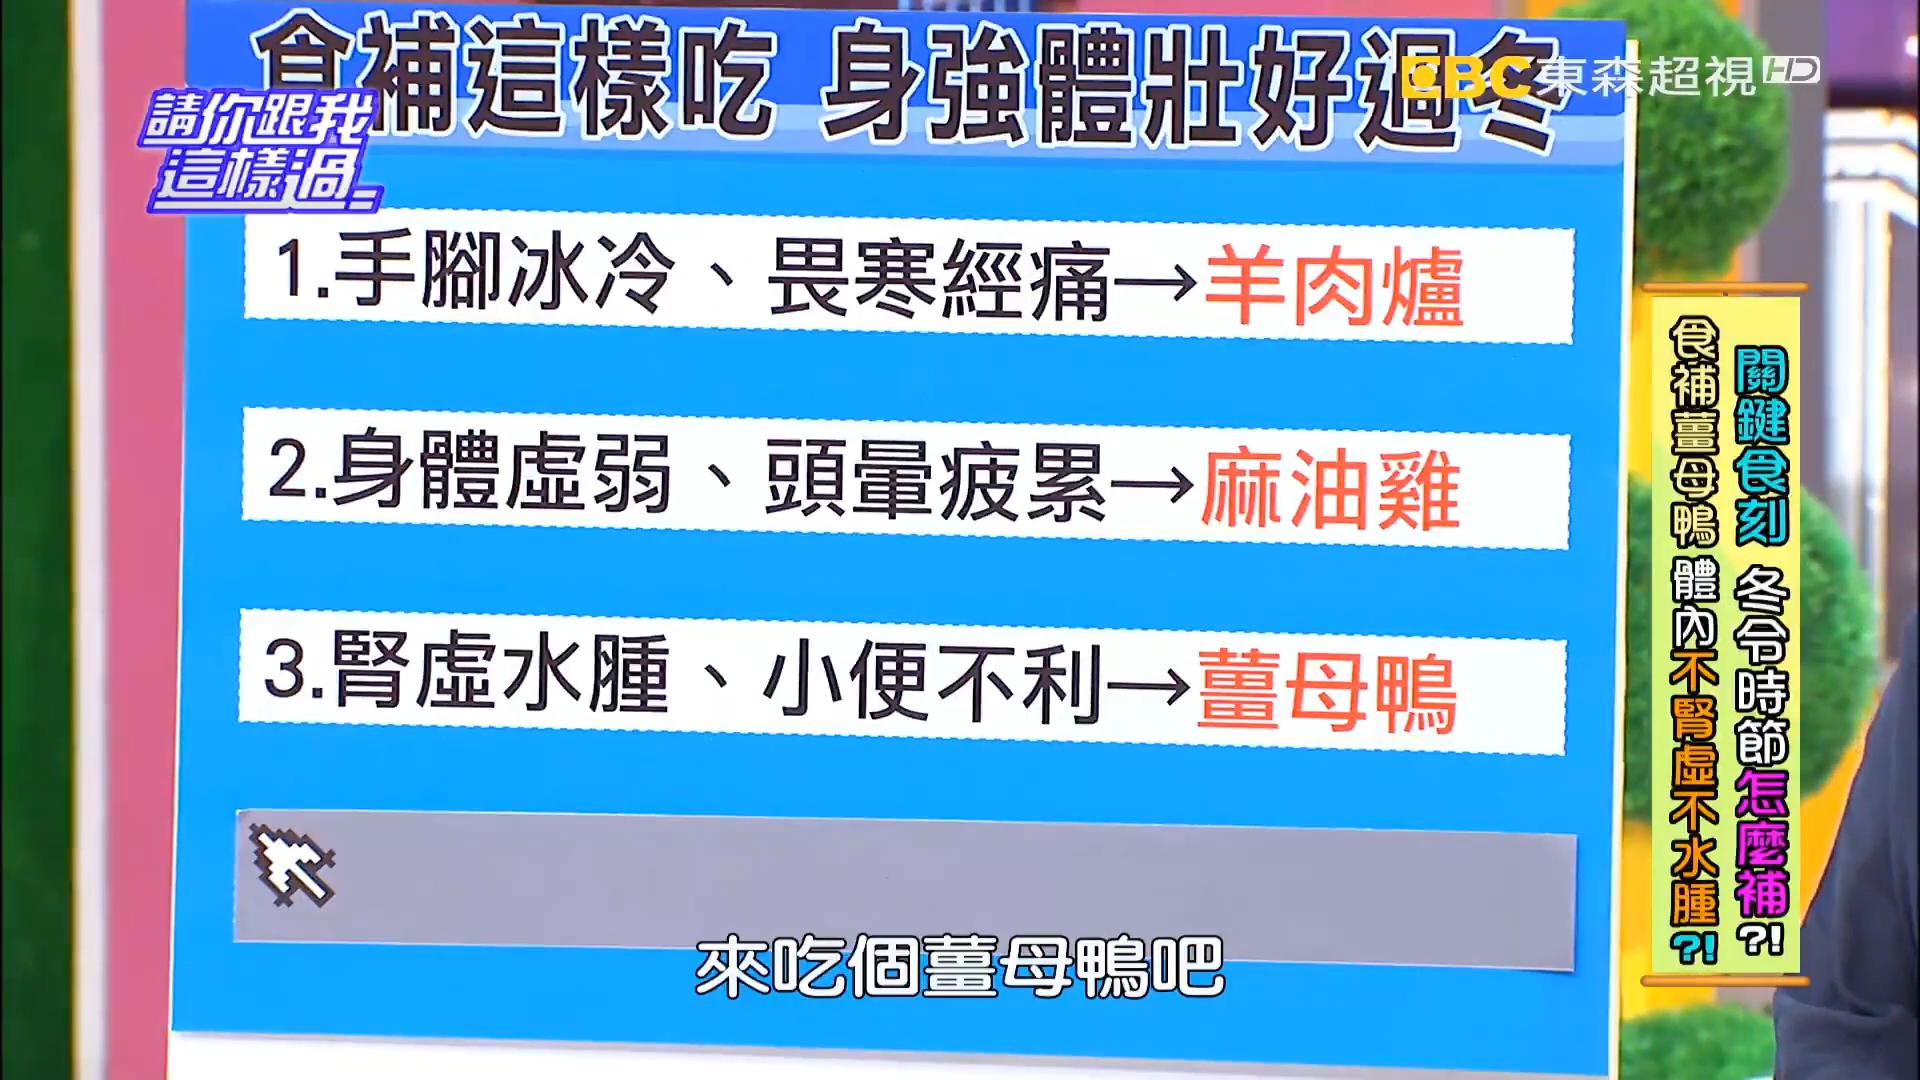 食補這樣吃 身強體壯好過冬
EBC東森超視HD
請你跟我
這樣過
1.手腳冰冷、畏寒經痛→羊肉爐
2.身體虛弱、頭暈疲累→麻油雞
3.腎虛水腫、小便不利→薑母鴨
關鍵食刻 冬令時節怎麼補?!
食補薑母鴨 體內不腎虛不水腫?!
來吃個薑母鴨吧